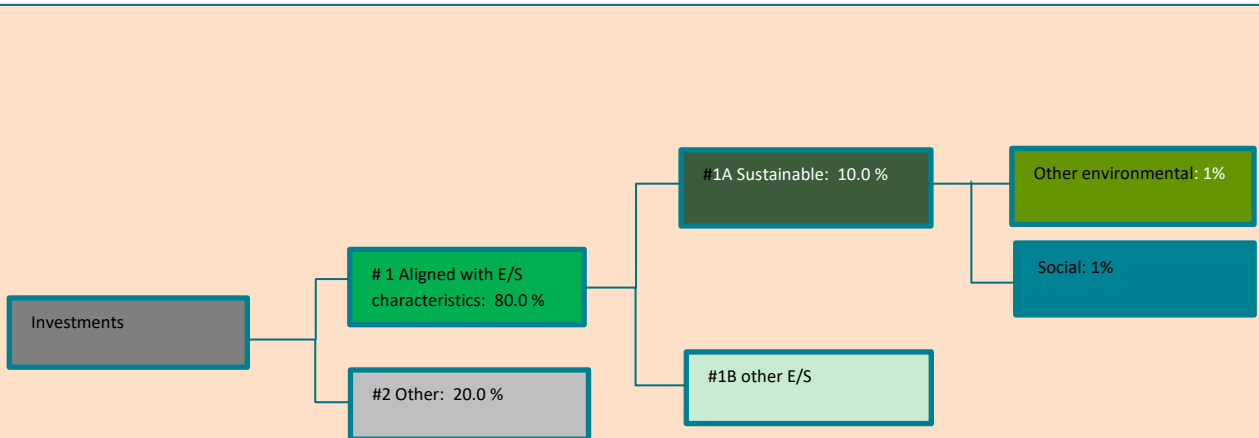 Investments
# 1 Aligned with E/S
characteristics: 80.0 %
#2 Other: 20.0 %
#1A Sustainable: 10.0 %
#1B other E/S
Other environmental: 1%
Social: 1%